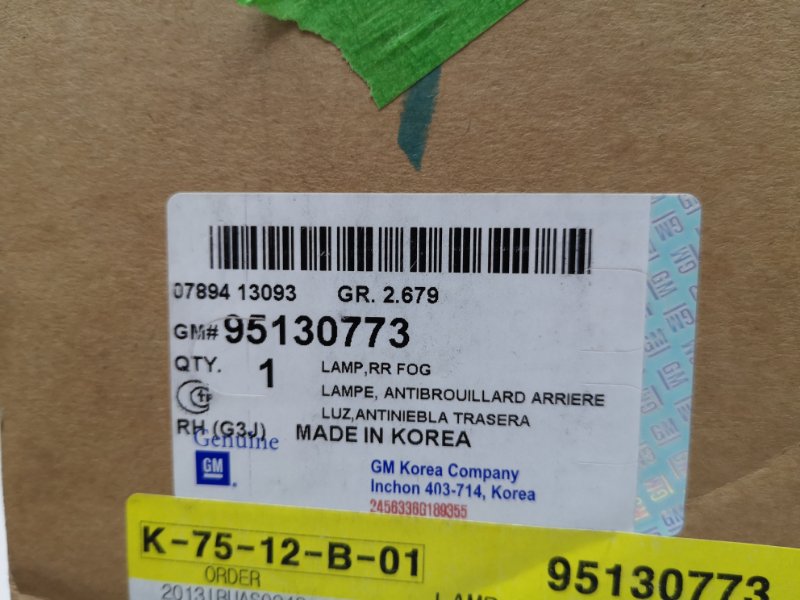 07894 13093 GR. 2.679
GM# 95130773
QTY. 1 LAMP,RR FOG
LAMPE, ANTIBROUILLARD ARRIERE
LUZ,ANTINIEBLA TRASERA
RH (G3J) MADE IN KOREA
Genuine
GM
GM Korea Company
Inchon 403-714, Korea
24563360189355
K-75-12-B-01
ORDER 95130773